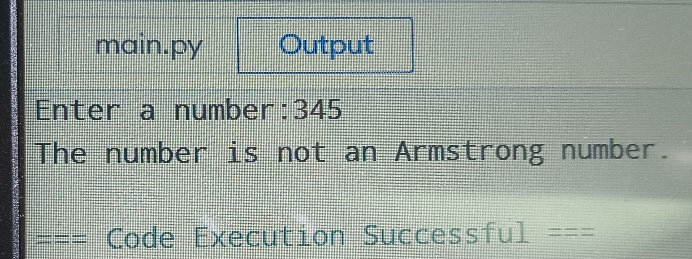 main.py Output
Enter a number:345
The number is not an Armstrong number.
=== Code Execution Successful ===